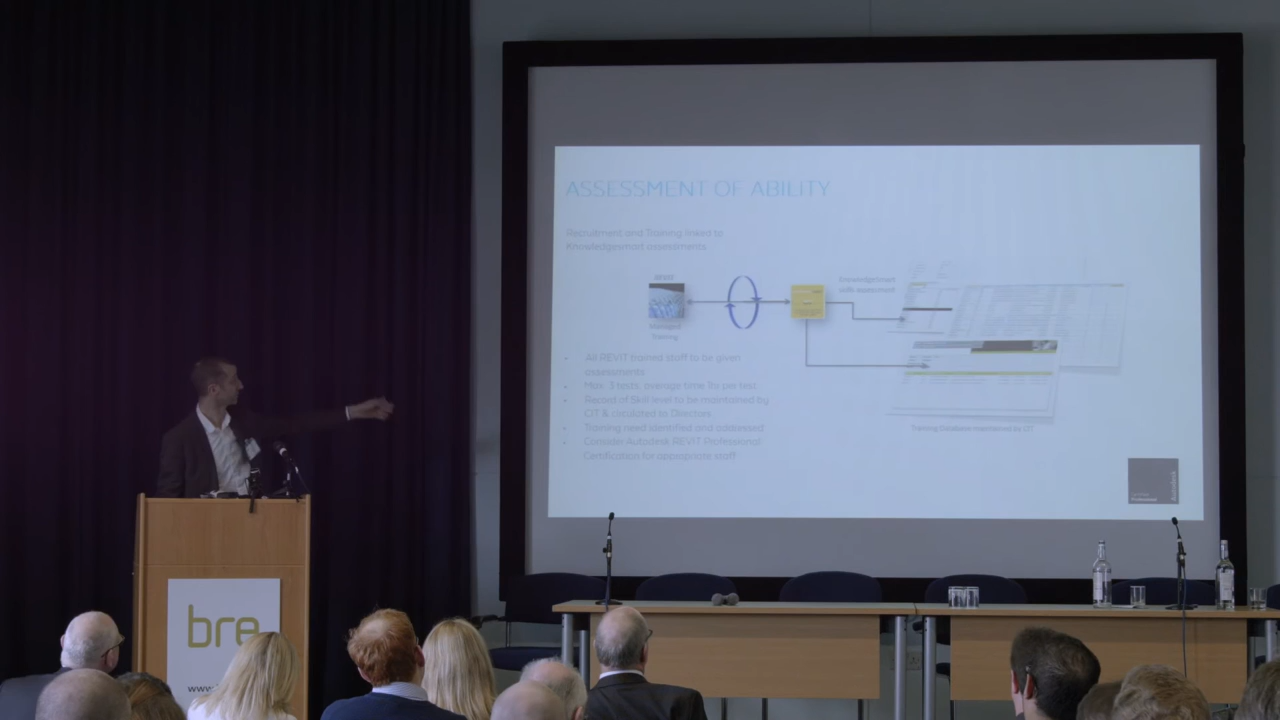 ASSESSMENT OF ABILITY
Recruitment and Training linked to
Knowledgesmart assessments
Knowledgesmart
skills assessment
Managed
Training
All REVIT trained staff to be given
assessments
Max. 3 tests, average time 1hr per test
Record of Skill level to be maintained by
CIT & circulated to Directors
Training need identified and addressed
Consider Autodesk REVIT Professional
Certification for appropriate staff
Training Database maintained by CIT
Autodesk
bre
www.